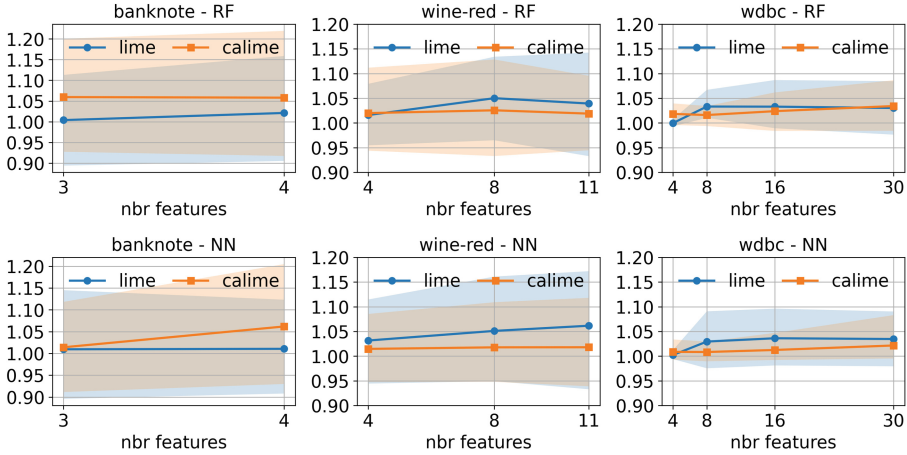 banknote - RF
lime calime
1.20
1.15
1.10
1.05
1.00
0.95
0.90
3 4
nbr features
wine-red - RF
lime calime
1.20
1.15
1.10
1.05
1.00
0.95
0.90
4 8 11
nbr features
wdbc - RF
lime calime
1.20
1.15
1.10
1.05
1.00
0.95
0.90
4 8 16 30
nbr features
banknote - NN
lime calime
1.20
1.15
1.10
1.05
1.00
0.95
0.90
3 4
nbr features
wine-red - NN
lime calime
1.20
1.15
1.10
1.05
1.00
0.95
0.90
4 8 11
nbr features
wdbc - NN
lime calime
1.20
1.15
1.10
1.05
1.00
0.95
0.90
4 8 16 30
nbr features